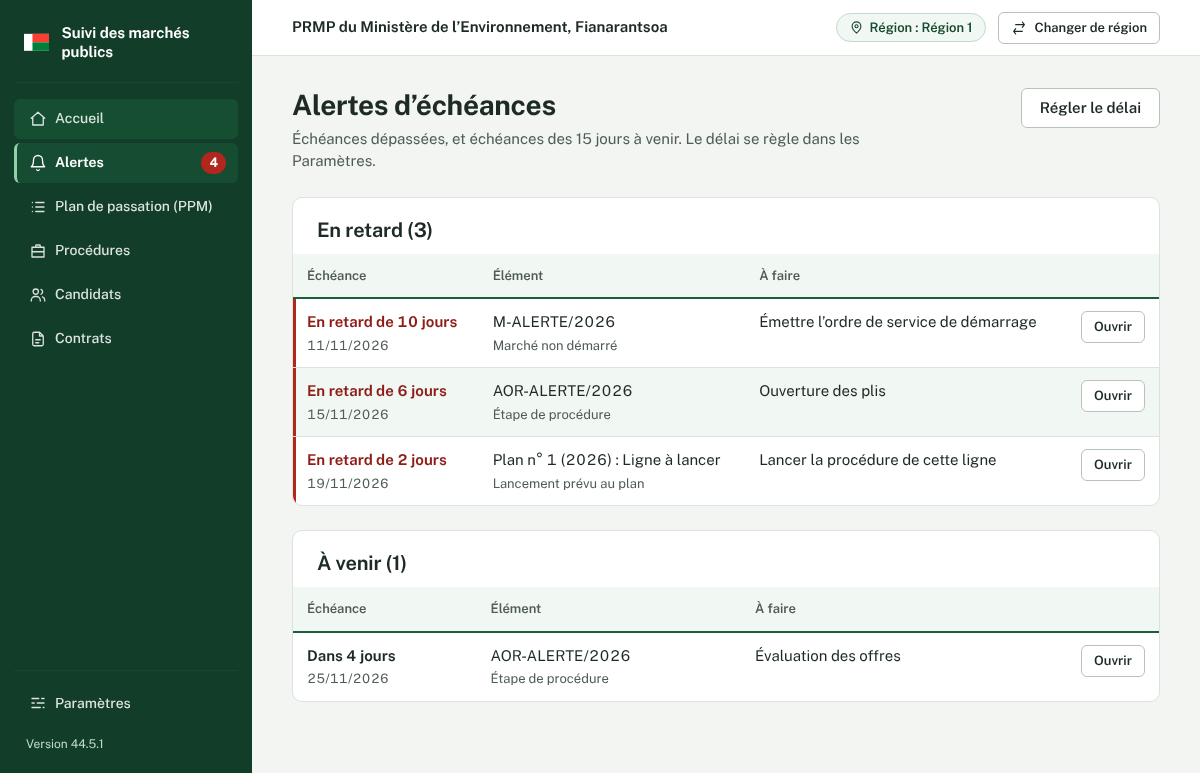 Suivi des marchés
publics
Accueil
Alertes
4
Plan de passation (PPM)
Procédures
Candidats
Contrats
Paramètres
Version 44.5.1
PRMP du Ministère de l’Environnement, Fianarantsoa
Région : Région 1
Changer de région
Alertes d’échéances
Régler le délai
Échéances dépassées, et échéances des 15 jours à venir. Le délai se règle dans les
Paramètres.
En retard (3)
Échéance Élément À faire
En retard de 10 jours M-ALERTE/2026 Émettre l’ordre de service de démarrage Ouvrir
11/11/2026 Marché non démarré
En retard de 6 jours AOR-ALERTE/2026 Ouverture des plis Ouvrir
15/11/2026 Étape de procédure
En retard de 2 jours Plan n° 1 (2026) : Ligne à lancer Lancer la procédure de cette ligne Ouvrir
19/11/2026 Lancement prévu au plan
À venir (1)
Échéance Élément À faire
Dans 4 jours AOR-ALERTE/2026 Évaluation des offres Ouvrir
25/11/2026 Étape de procédure